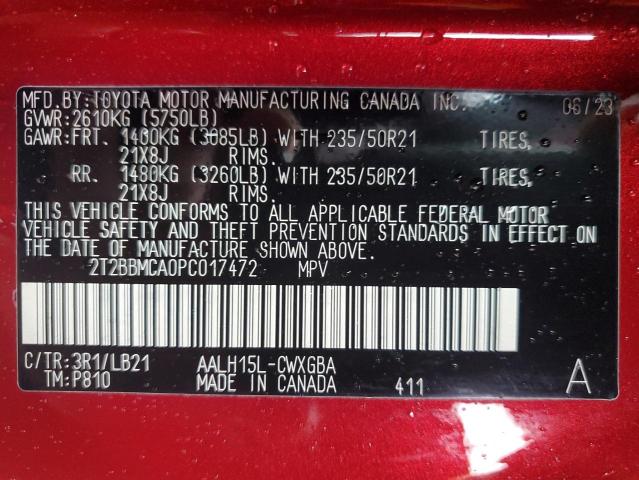 MFD. BY: TOYOTA MOTOR MANUFACTURING CANADA INC. 06/23
GVWR: 2610KG (5750LB)
GAWR: FRT. 1400KG (3085LB) WITH 235/50R21 TIRES,
21X8J RIMS.
RR. 1480KG (3260LB) WITH 235/50R21 TIRES,
21X8J RIMS.
THIS VEHICLE CONFORMS TO ALL APPLICABLE FEDERAL MOTOR
VEHICLE SAFETY AND THEFT PREVENTION STANDARDS IN EFFECT ON
THE DATE OF MANUFACTURE SHOWN ABOVE.
2T2BBMCA0PC017472 MPV
C/TR: 3R1/LB21 AALH15L-CWXGBA
TM: P810 MADE IN CANADA 411 A